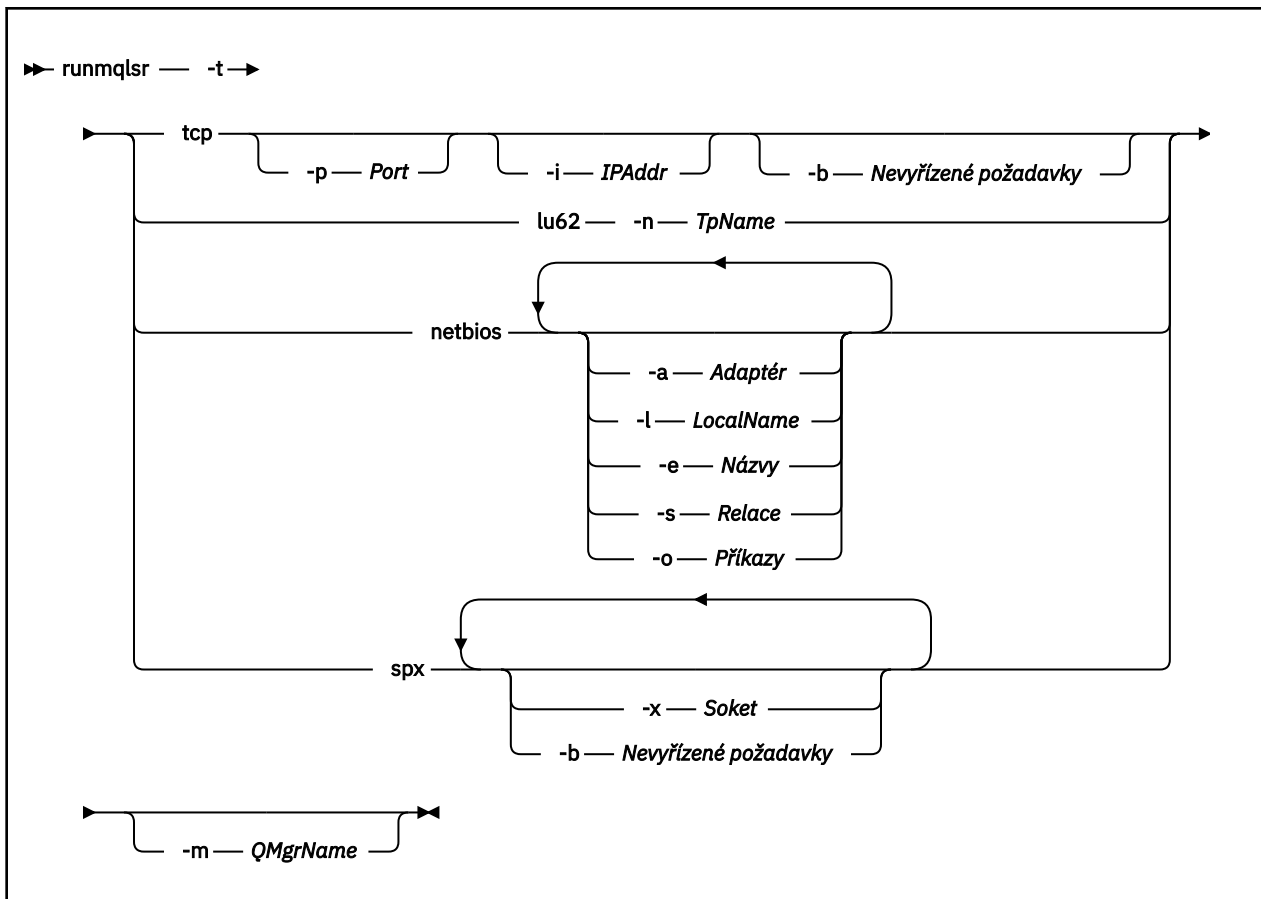 runmqlsr -t
tcp
-p Port -i IPAddr -b Nevyřízené požadavky
lu62 -n TpName
netbios
-a Adaptér
-l LocalName
-e Názvy
-s Relace
-o Příkazy
spx
-x Soket
-b Nevyřízené požadavky
-m QMgrName